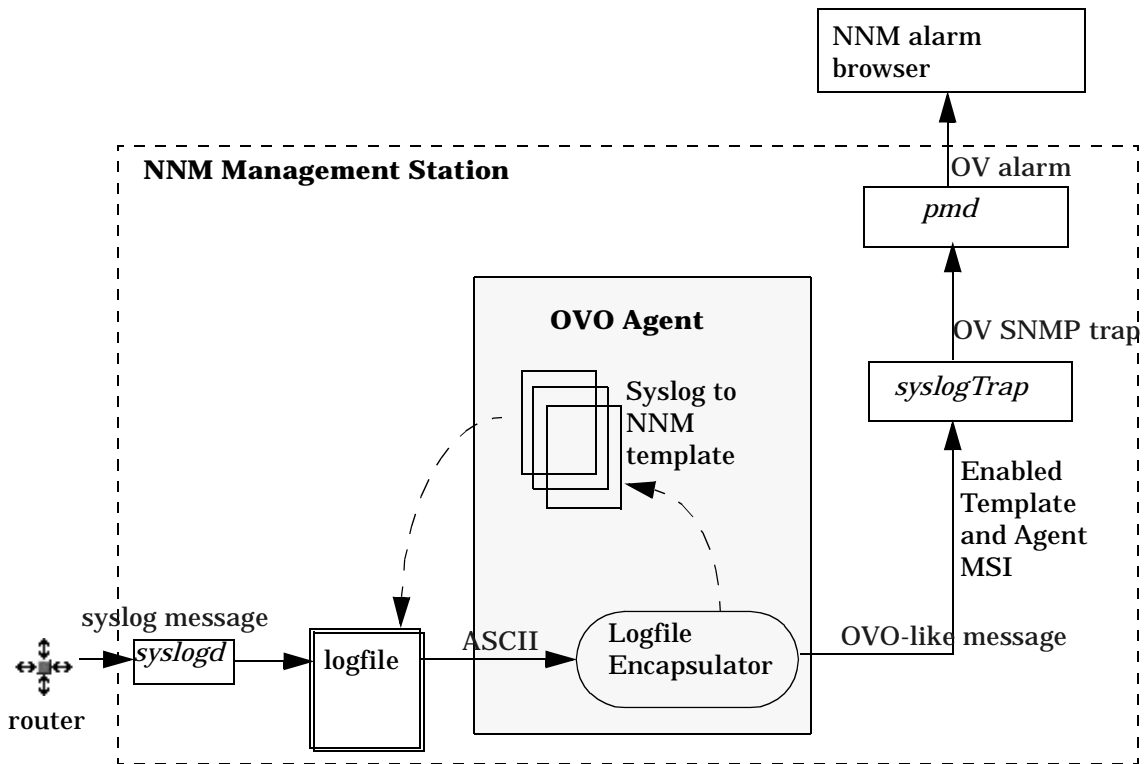 NNM alarm
browser
NNM Management Station
OV alarm
pmd
OVO Agent
OV SNMP trap
syslogTrap
Syslog to
NNM
template
Enabled
Template
and Agent
MSI
syslog message
syslogd
logfile
ASCII
Logfile
Encapsulator
OVO-like message
router